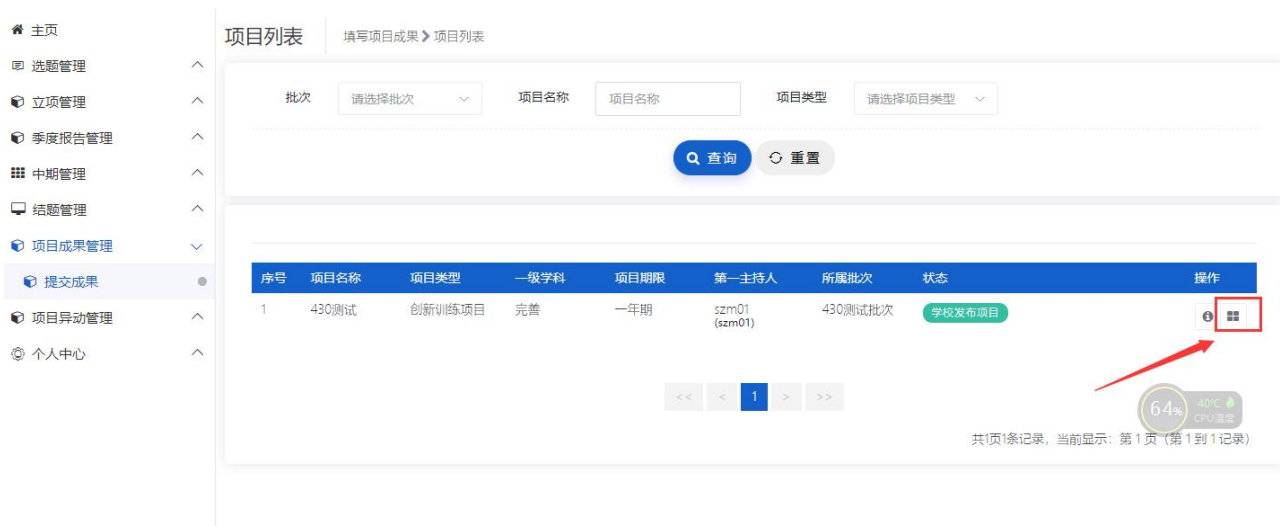 主页
选题管理
立项管理
季度报告管理
中期管理
结题管理
项目成果管理
提交成果
项目异动管理
个人中心
项目列表 填写项目成果 项目列表
批次 请选择批次 项目名称 项目名称 项目类型 请选择项目类型
查询 重置
序号 项目名称 项目类型 一级学科 项目期限 第一主持人 所属批次 状态 操作
1 430测试 创新训练项目 完善 一年期 szm01 430测试批次 学校发布项目
(szm01)
<< < 1 > >>
64% 40℃
CPU温度
共1页1条记录，当前显示：第 1 页（第 1 到 1 记录）